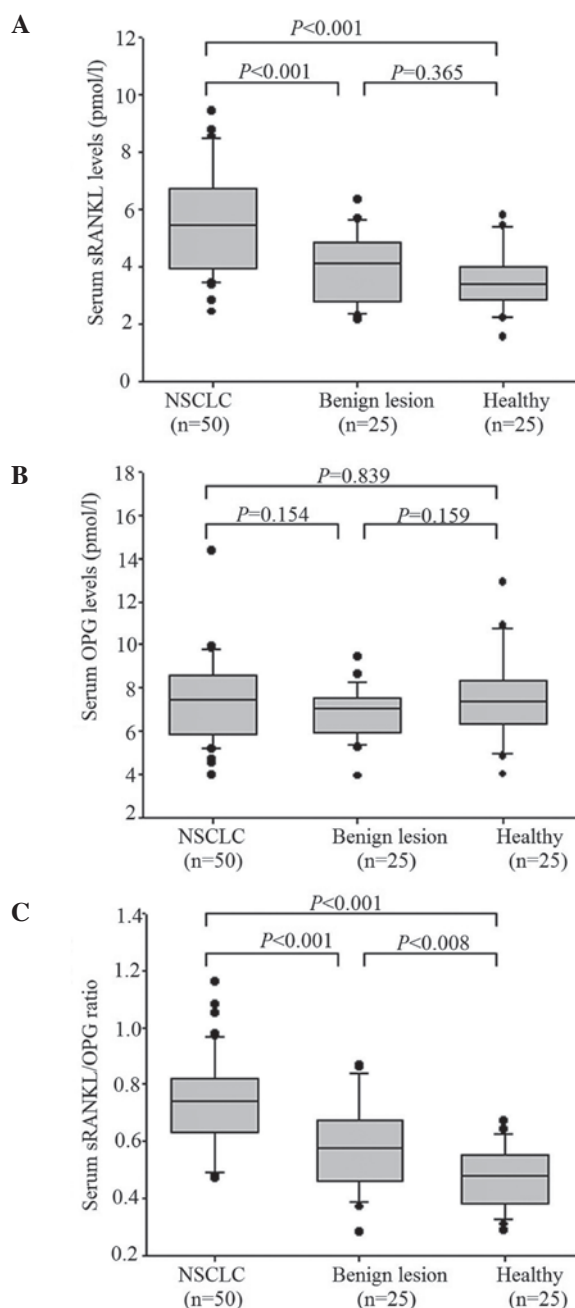 A
Serum sRANKL levels (pmol/l)
12
10
8
6
4
2
0
P<0.001
P<0.001
P=0.365
NSCLC
(n=50)
Benign lesion
(n=25)
Healthy
(n=25)
B
Serum OPG levels (pmol/l)
18
16
14
12
10
8
6
4
2
P=0.839
P=0.154
P=0.159
NSCLC
(n=50)
Benign lesion
(n=25)
Healthy
(n=25)
C
Serum sRANKL/OPG ratio
1.4
1.2
1.0
0.8
0.6
0.4
0.2
P<0.001
P<0.001
P<0.008
NSCLC
(n=50)
Benign lesion
(n=25)
Healthy
(n=25)